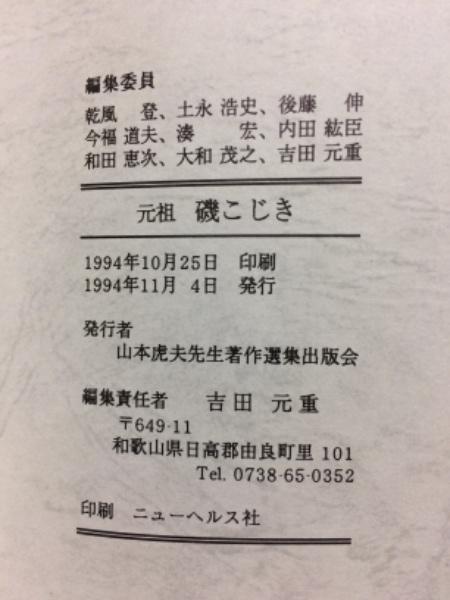 編集委員
乾風 登、土永 浩史、後藤 伸
今福 道夫、湊 宏、内田 紘臣
和田 恵次、大和 茂之、吉田 元重
元祖 磯こじき
1994年10月25日 印刷
1994年11月 4日 発行
発行者
山本虎夫先生著作選集出版会
編集責任者 吉田 元重
〒649-11
和歌山県日高郡由良町里 101
Tel. 0738-65-0352
印刷 ニューヘルス社